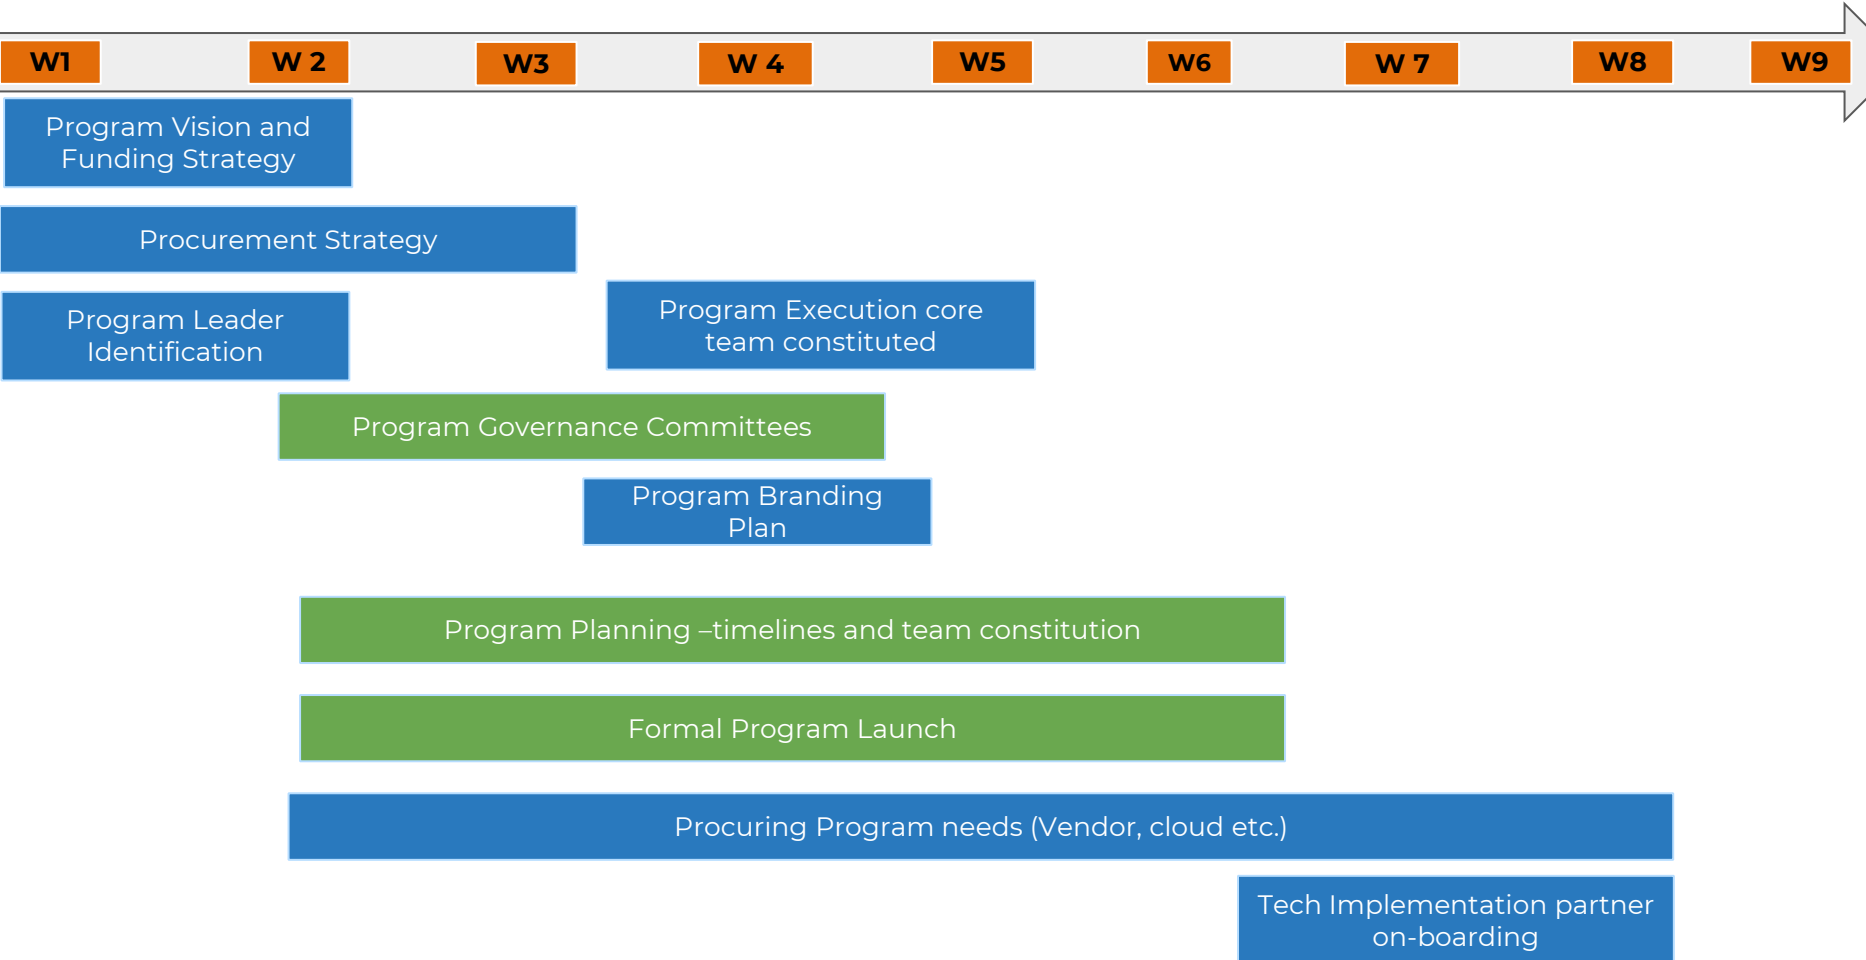 W1 W 2 W3 W 4 W5 W6 W 7 W8 W9
Program Vision and
Funding Strategy
Procurement Strategy
Program Leader
Identification
Program Execution core
team constituted
Program Governance Committees
Program Branding
Plan
Program Planning –timelines and team constitution
Formal Program Launch
Procuring Program needs (Vendor, cloud etc.)
Tech Implementation partner
on-boarding